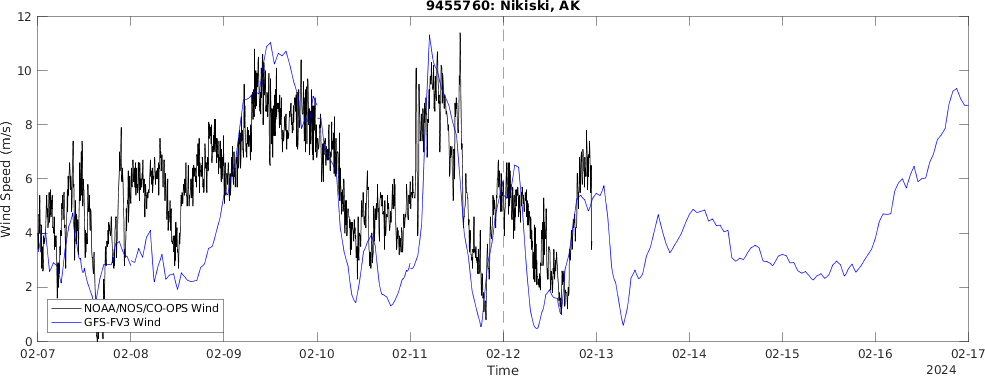 9455760: Nikiski, AK
12
10
8
6
4
2
0
Wind Speed (m/s)
NOAA/NOS/CO-OPS Wind
GFS-FV3 Wind
02-07 02-08 02-09 02-10 02-11 02-12 02-13 02-14 02-15 02-16 02-17
Time
2024